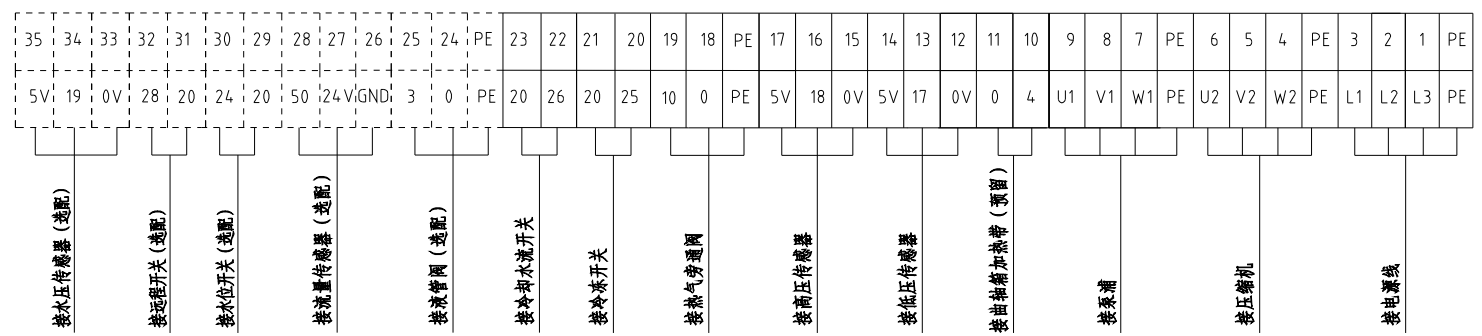 35 34 33 32 31 30 29 28 27 26 25 24 PE 23 22 21 20 19 18 PE 17 16 15 14 13 12 11 10 9 8 7 PE 6 5 4 PE 3 2 1 PE
5V 19 0V 28 20 24 20 50 24V GND 3 0 PE 20 26 20 25 10 0 PE 5V 18 0V 5V 17 0V 0 4 U1 V1 W1 PE U2 V2 W2 PE L1 L2 L3 PE
接水压传感器(选配)
接远程开关(选配)
接水位开关(选配)
接流量传感器(选配)
接液管阀(选配)
接冷却水流开关
接冷冻开关
接热气旁通阀
接高压传感器
接低压传感器
接曲轴箱加热带(预留)
接泵浦
接压缩机
接电源线